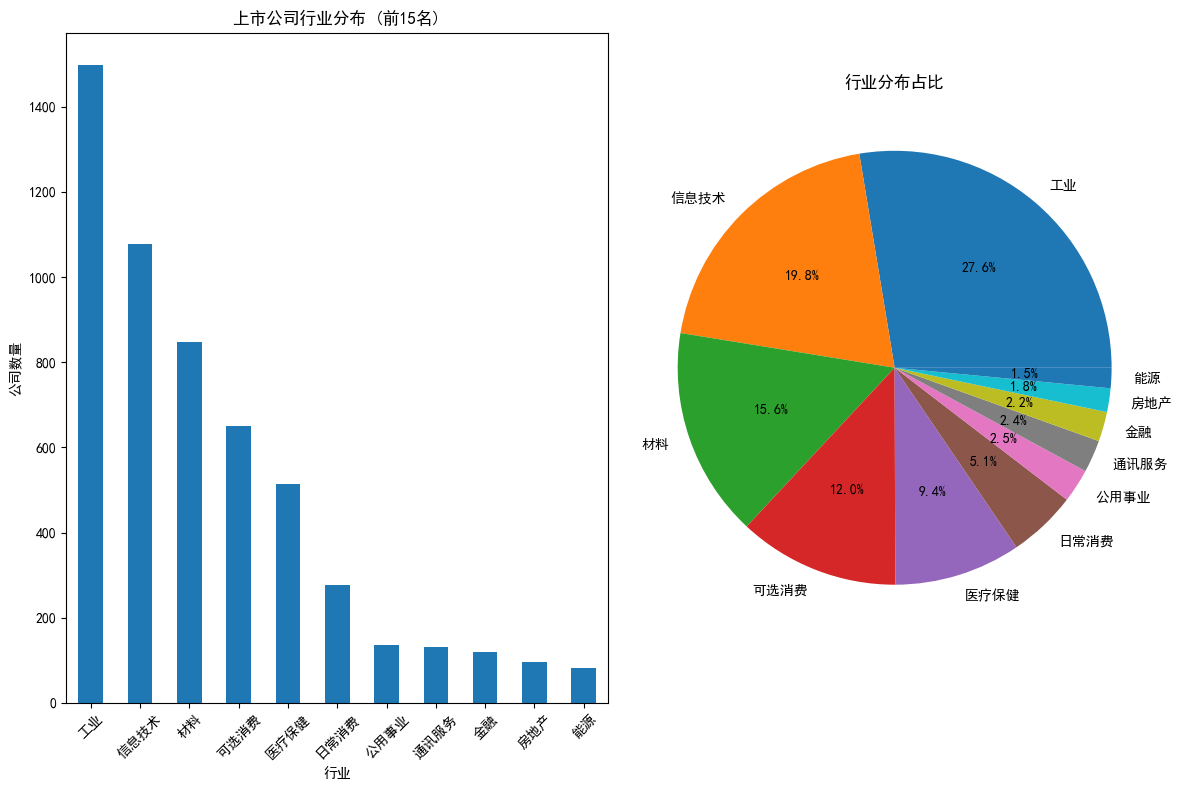 上市公司行业分布 (前15名)
公司数量
1400
1200
1000
800
600
400
200
0
工业
信息技术
材料
可选消费
医疗保健
日常消费
公用事业
通讯服务
金融
房地产
能源
行业
行业分布占比
工业
27.6%
信息技术
19.8%
材料
15.6%
可选消费
12.0%
医疗保健
9.4%
日常消费
5.1%
公用事业
2.5%
通讯服务
2.4%
金融
2.2%
房地产
1.8%
能源
1.5%